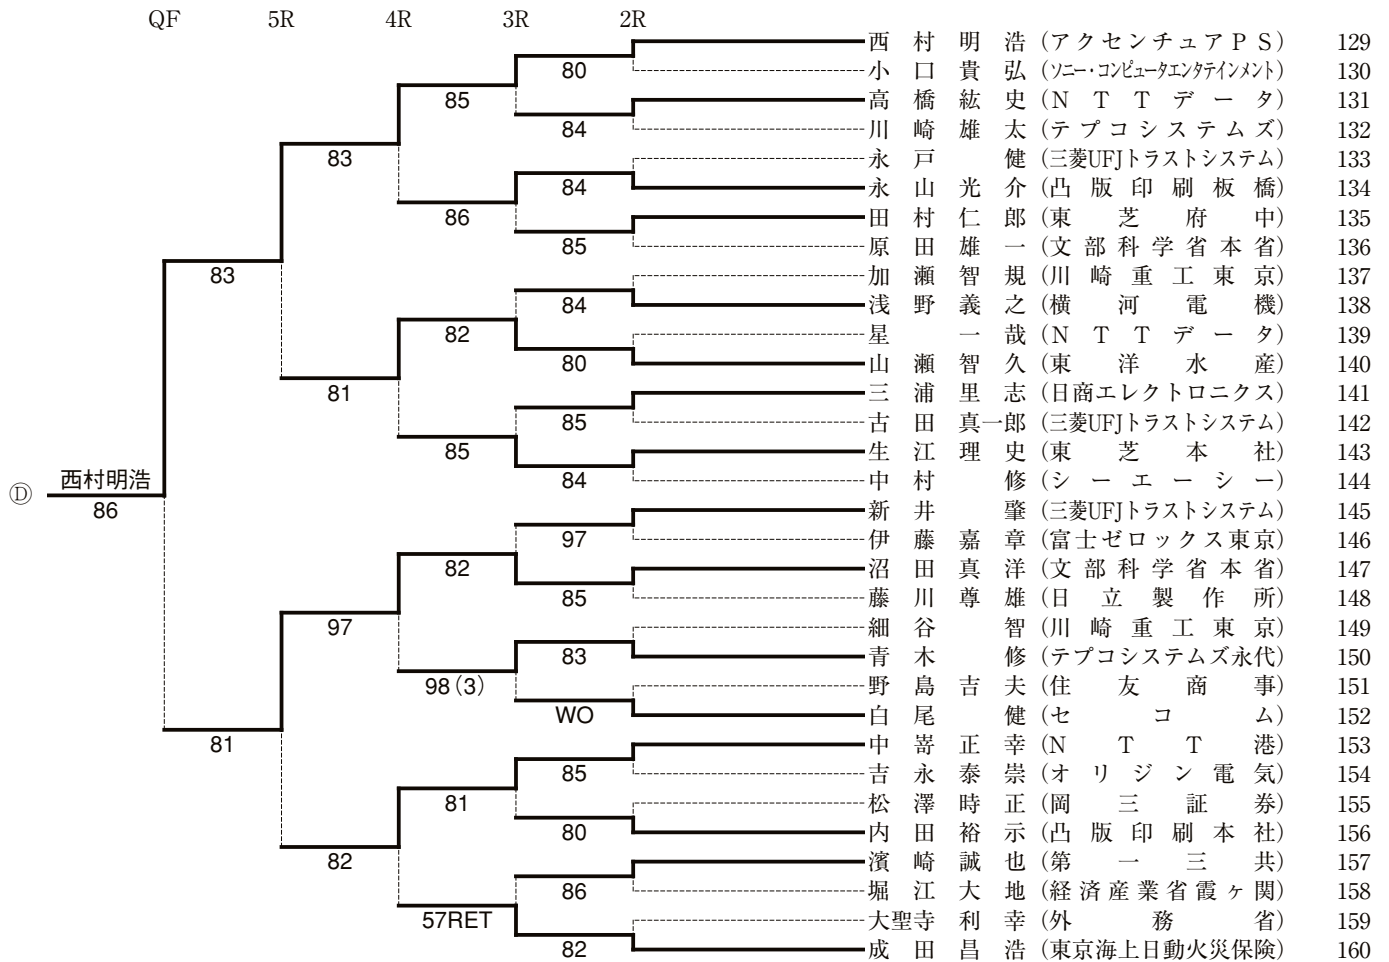 QF 5R 4R 3R 2R
西村明浩 (アクセンチュアPS) 129
80
小口貴弘 (ソニー・コンピュータエンタテインメント) 130
85
高橋紘史 (NTTデータ) 131
84
川崎雄太 (テプコシステムズ) 132
83
永戸健 (三菱UFJトラストシステム) 133
84
永山光介 (凸版印刷板橋) 134
86
田村仁郎 (東芝府中) 135
85
原田雄一 (文部科学省本省) 136
83
加瀬智規 (川崎重工東京) 137
84
浅野義之 (横河電機) 138
82
星一哉 (NTTデータ) 139
80
山瀬智久 (東洋水産) 140
81
三浦里志 (日商エレクトロニクス) 141
85
古田真一郎 (三菱UFJトラストシステム) 142
85
生江理史 (東芝本社) 143
84
中村修 (シーエーシー) 144
Ⓓ 西村明浩
86
新井肇 (三菱UFJトラストシステム) 145
97
伊藤嘉章 (富士ゼロックス東京) 146
82
沼田真洋 (文部科学省本省) 147
85
藤川尊雄 (日立製作所) 148
97
細谷智 (川崎重工東京) 149
83
青木修 (テプコシステムズ永代) 150
98(3)
野島吉夫 (住友商事) 151
WO
白尾健 (セコム) 152
81
中嵜正幸 (NTT港) 153
85
吉永泰崇 (オリジン電気) 154
81
松澤時正 (岡三証券) 155
80
内田裕示 (凸版印刷本社) 156
82
濱崎誠也 (第一三共) 157
86
堀江大地 (経済産業省霞ヶ関) 158
57RET
大聖寺利幸 (外務省) 159
82
成田昌浩 (東京海上日動火災保険) 160